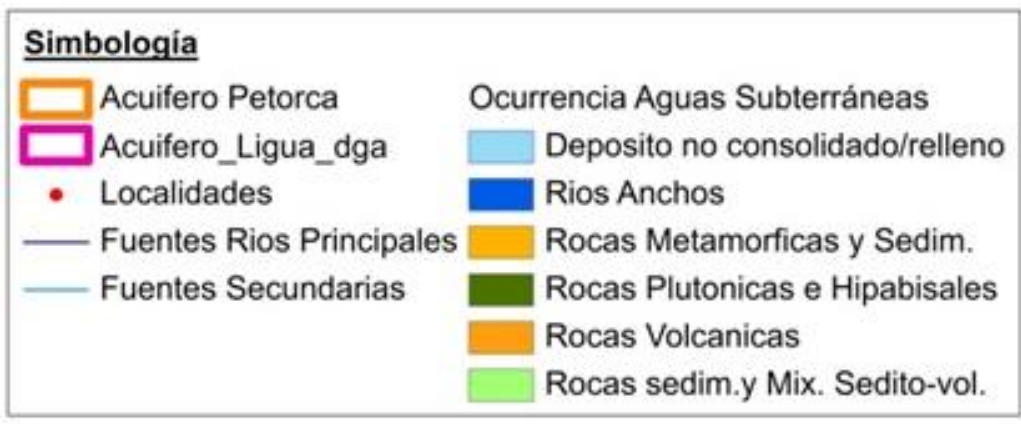 Simbología
Acuifero Petorca
Acuifero_Ligua_dga
Localidades
Fuentes Rios Principales
Fuentes Secundarias
Ocurrencia Aguas Subterráneas
Deposito no consolidado/relleno
Rios Anchos
Rocas Metamorficas y Sedim.
Rocas Plutonicas e Hipabisales
Rocas Volcanicas
Rocas sedim.y Mix. Sedito-vol.